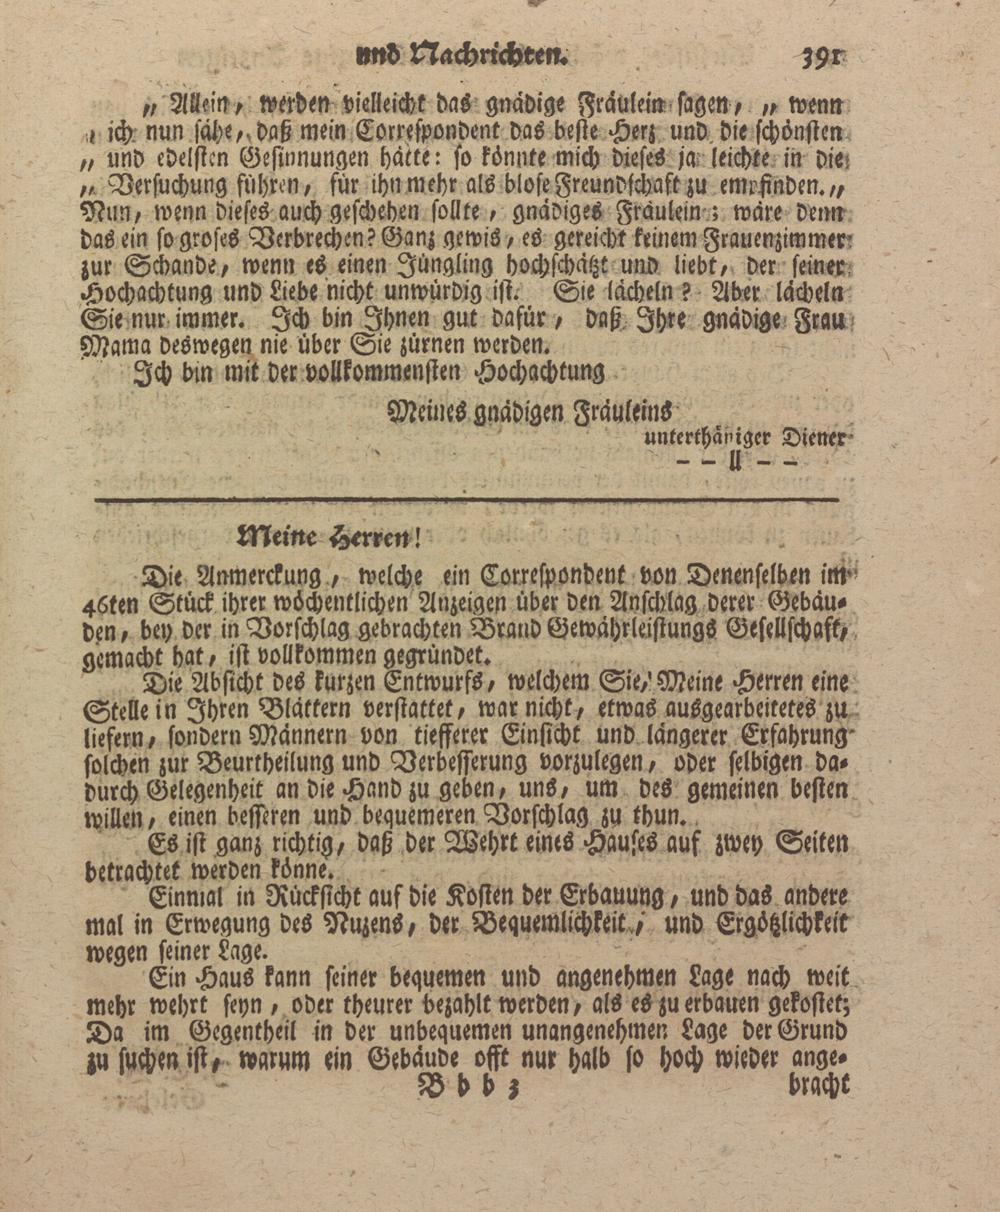 und Nachrichten. 391
„ Allein, werden vielleicht das gnädige Fräulein sagen, „ wenn
„ ich nun sähe, daß mein Correspondent das beste Herz und die schönsten
„ und edelsten Gesinnungen hätte: so könnte mich dieses ja leichte in die
„ Versuchung führen, für ihn mehr als blose Freundschaft zu empfinden. „
Nun, wenn dieses auch geschehen sollte, gnädiges Fräulein; wäre denn
das ein so groses Verbrechen? Ganz gewis, es gereicht keinem Frauenzimmer
zur Schande, wenn es einen Jüngling hochschätzt und liebt, der seiner
Hochachtung und Liebe nicht unwürdig ist. Sie lächeln? Aber lächeln
Sie nur immer. Ich bin Ihnen gut dafür, daß Ihre gnädige Frau
Mama deswegen nie über Sie zürnen werden.
Ich bin mit der vollkommensten Hochachtung
Meines gnädigen Fräuleins
unterthäniger Diener
– – ll – –
Meine Herren!
Die Anmerckung, welche ein Correspondent von Denenselben im
46ten Stück ihrer wöchentlichen Anzeigen über den Anschlag derer Gebäu-
den, bey der in Vorschlag gebrachten Brand Gewährleistungs Gesellschaft,
gemacht hat, ist vollkommen gegründet.
Die Absicht des kurzen Entwurfs, welchem Sie, Meine Herren eine
Stelle in Ihren Blättern verstattet, war nicht, etwas ausgearbeitetes zu
liefern, sondern Männern von tiefferer Einsicht und längerer Erfahrung
solchen zur Beurtheilung und Verbesserung vorzulegen, oder selbigen da-
durch Gelegenheit an die Hand zu geben, uns, um des gemeinen besten
willen, einen besseren und bequemeren Vorschlag zu thun.
Es ist ganz richtig, daß der Wehrt eines Hauses auf zwey Seiten
betrachtet werden könne.
Einmal in Rücksicht auf die Kosten der Erbauung, und das andere
mal in Erwegung des Nuzens, der Bequemlichkeit, und Ergötzlichkeit
wegen seiner Lage.
Ein Haus kann seiner bequemen und angenehmen Lage nach weit
mehr wehrt seyn, oder theurer bezahlt werden, als es zu erbauen gekostet;
Da im Gegentheil in der unbequemen unangenehmen Lage der Grund
zu suchen ist, warum ein Gebäude offt nur halb so hoch wieder ange-
B b b 3 bracht